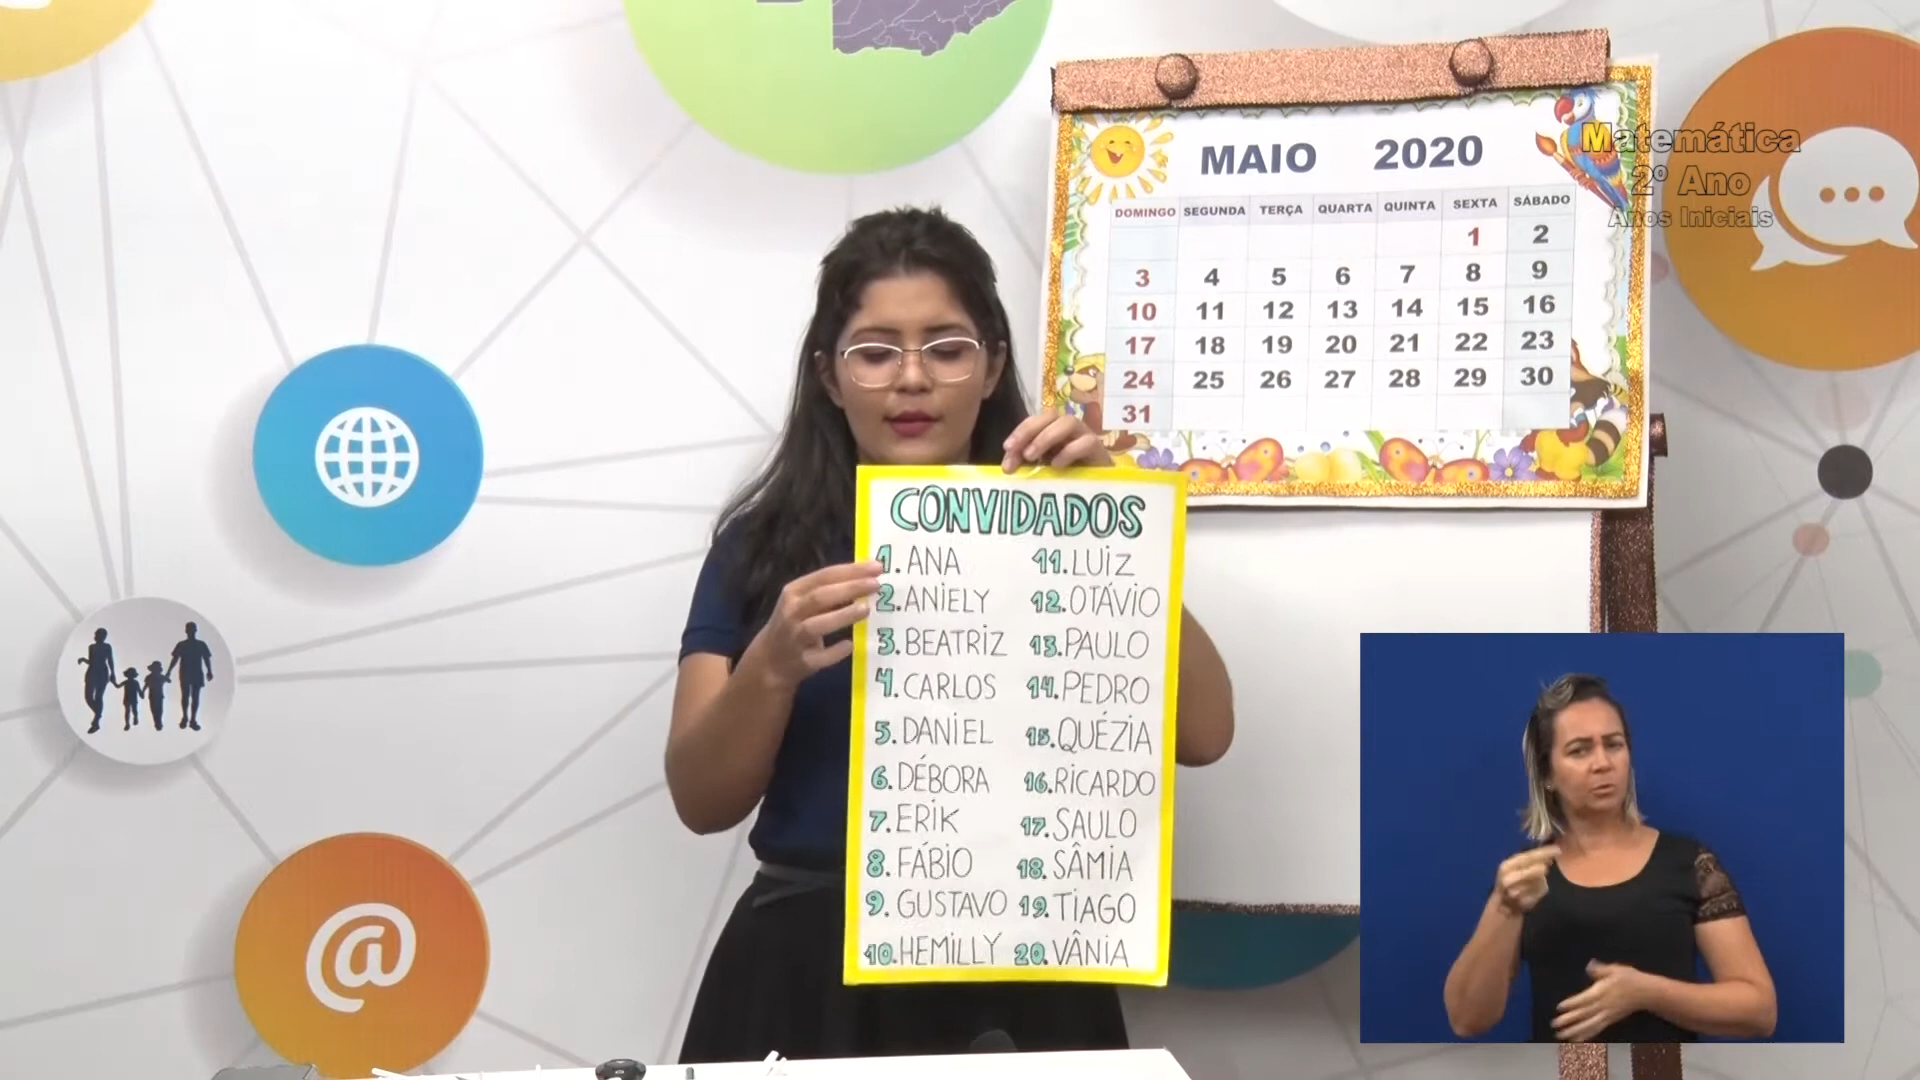 MAIO 2020
DOMINGO SEGUNDA TERÇA QUARTA QUINTA SEXTA SÁBADO
1 2
3 4 5 6 7 8 9
10 11 12 13 14 15 16
17 18 19 20 21 22 23
24 25 26 27 28 29 30
31
Matemática
2º Ano
Anos Iniciais
CONVIDADOS
1. ANA
2. ANIELY
3. BEATRIZ
4. CARLOS
5. DANIEL
6. DÉBORA
7. ERIK
8. FÁBIO
9. GUSTAVO
10. HEMILLY
11. LUIZ
12. OTÁVIO
13. PAULO
14. PEDRO
15. QUÉZIA
16. RICARDO
17. SAULO
18. SÂMIA
19. TIAGO
20. VÂNIA
@